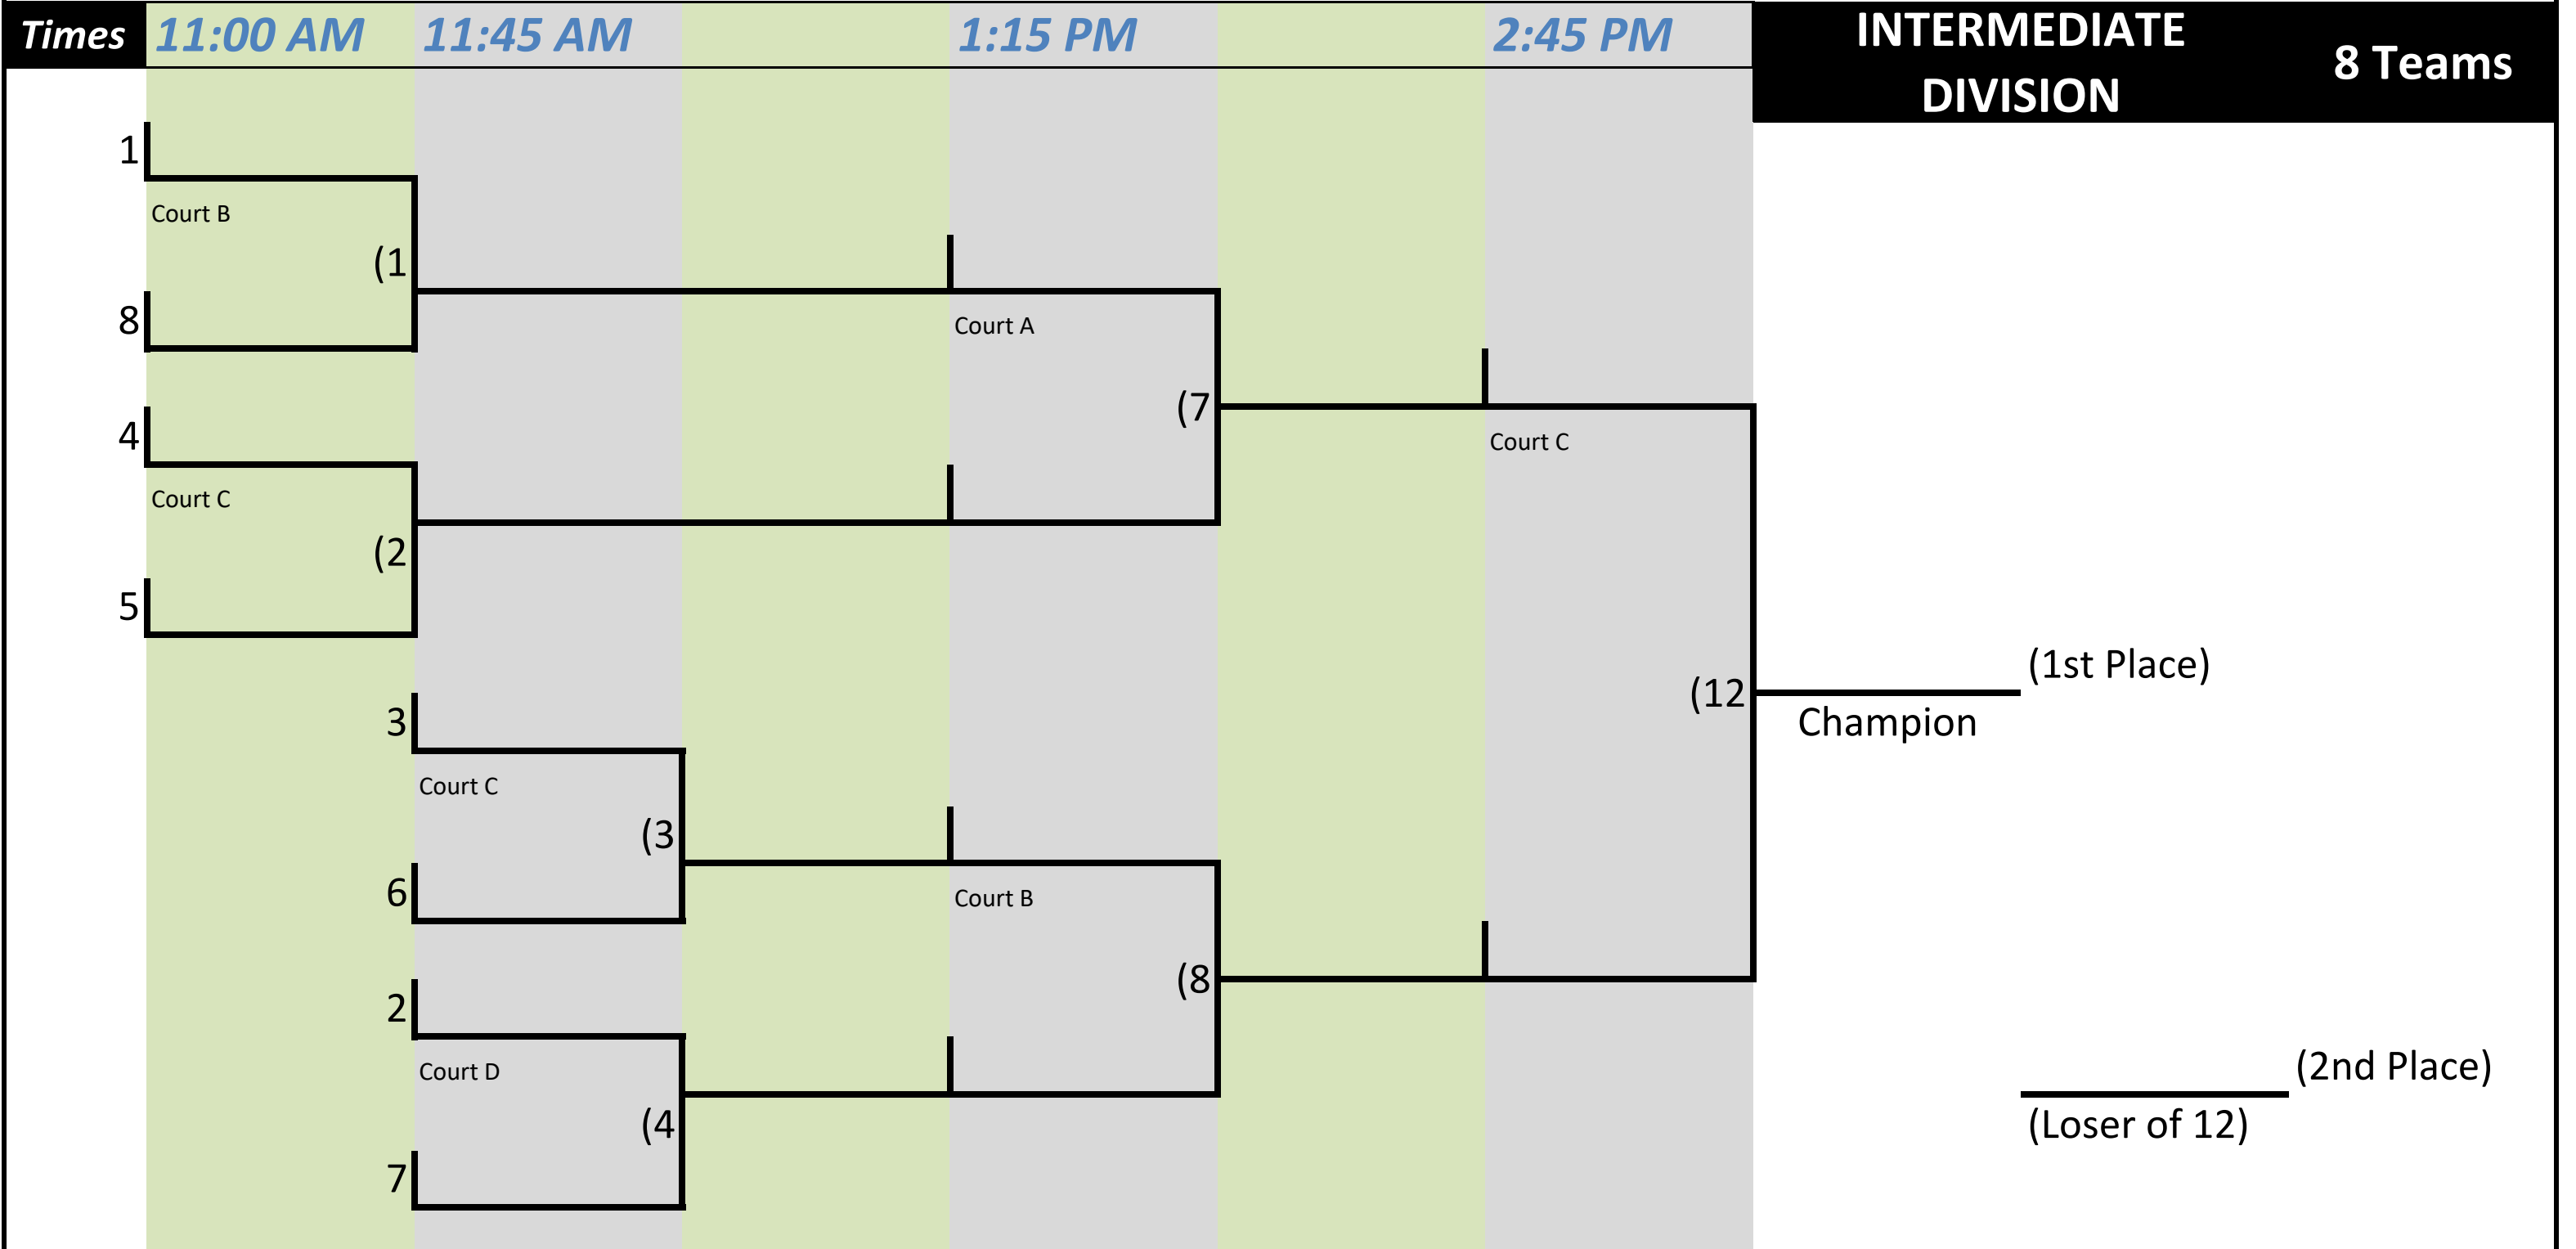 Times 11:00 AM 11:45 AM 1:15 PM 2:45 PM
INTERMEDIATE
DIVISION
8 Teams
1
Court B
(1
8
Court A
4
(7
Court C
Court C
(2
5
(1st Place)
3
(12
Champion
Court C
(3
6
Court B
2
(8
Court D
(2nd Place)
(4
(Loser of 12)
7